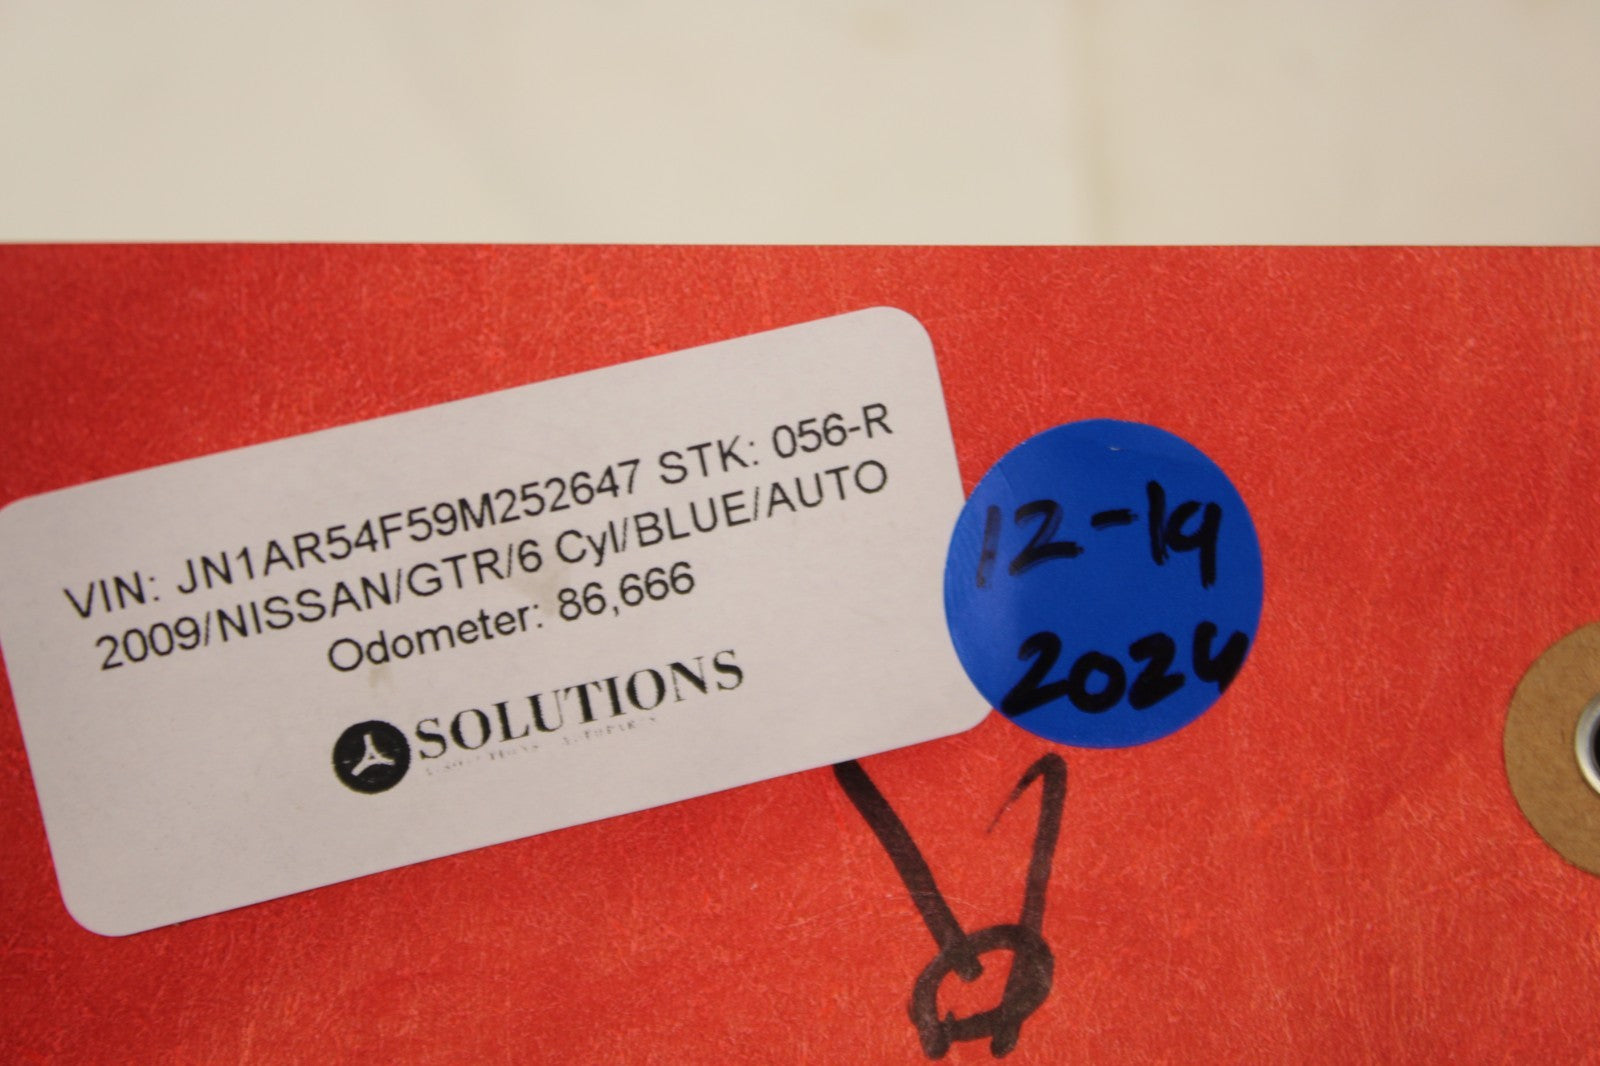 VIN: JN1AR54F59M252647 STK: 056-R
2009/NISSAN/GTR/6 Cyl/BLUE/AUTO
Odometer: 86,666
SOLUTIONS
12-19
2024